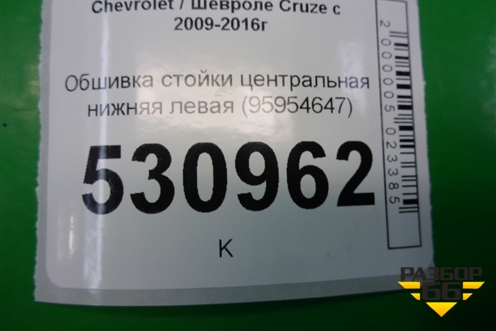 Chevrolet / Шевроле Cruze с
2009-2016г
Обшивка стойки центральная
нижняя левая (95954647)
530962
К
2000005023385
РАЗБОР
66